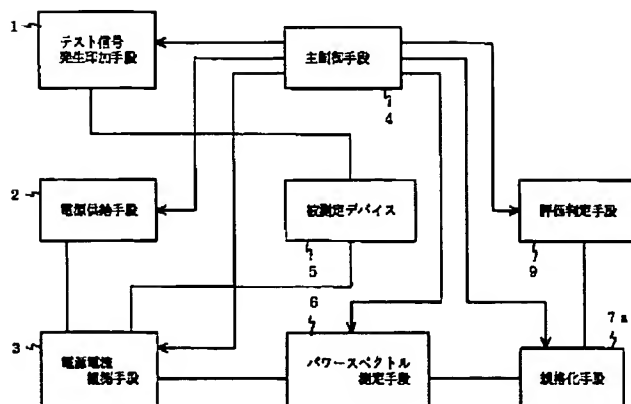 1
テスト信号
発生印加手段
主制御手段
4
2
電源供給手段
被測定デバイス
5
評価判定手段
9
6
7a
3
電源電流
観測手段
パワースペクトル
測定手段
規格化手段